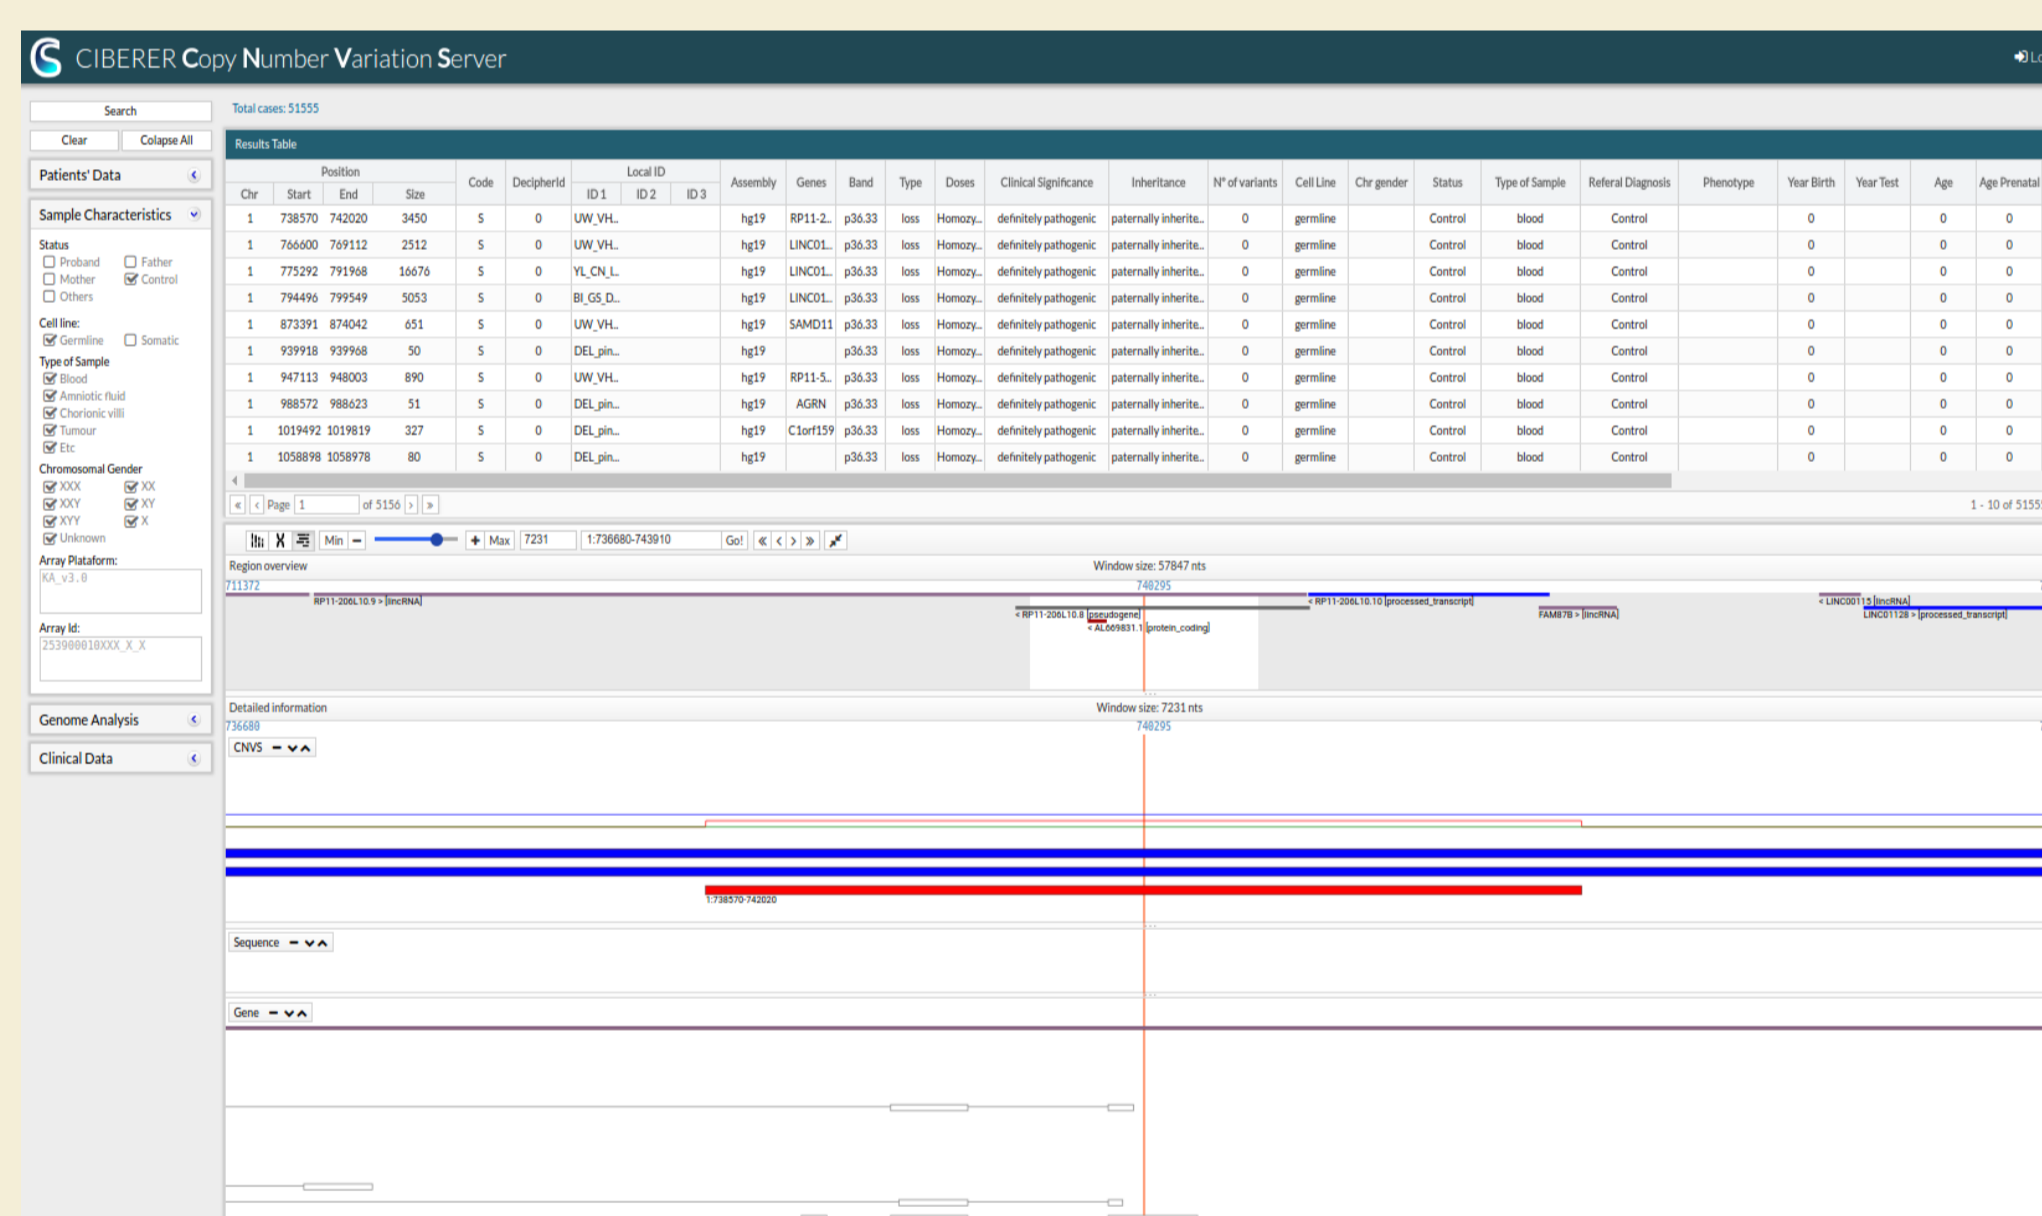 CIBERER Copy Number Variation Server
Search
Clear Colapse All
Patients' Data
Sample Characteristics
Status
Proband Father
Mother Control
Others
Cell line:
Germline Somatic
Type of Sample
Blood
Amniotic fluid
Chorionic villi
Tumour
Etc
Chromosomal Gender
XXX XX
XXY XY
XYY X
Unknown
Array Plataform:
KA_v3.0
Array Id:
253900010XXX_X_X
Genome Analysis
Clinical Data
Total cases: 51555
Results Table
Position Code DecipherId Local ID Assembly Genes Band Type Doses Clinical Significance Inheritance Nº of variants Cell Line Chr gender Status Type of Sample Referal Diagnosis Phenotype Year Birth Year Test Age Age Prenatal
Chr Start End Size ID 1 ID 2 ID 3
1 738570 742020 3450 S 0 UW_VH... hg19 RP11-2... p36.33 loss Homozy... definitely pathogenic paternally inherite... 0 germline Control blood Control 0 0 0
1 766600 769112 2512 S 0 UW_VH... hg19 LINC01... p36.33 loss Homozy... definitely pathogenic paternally inherite... 0 germline Control blood Control 0 0 0
1 775292 791968 16676 S 0 YL_CN_L... hg19 LINC01... p36.33 loss Homozy... definitely pathogenic paternally inherite... 0 germline Control blood Control 0 0 0
1 794496 799549 5053 S 0 BI_GS_D... hg19 LINC01... p36.33 loss Homozy... definitely pathogenic paternally inherite... 0 germline Control blood Control 0 0 0
1 873391 874042 651 S 0 UW_VH... hg19 SAMD11 p36.33 loss Homozy... definitely pathogenic paternally inherite... 0 germline Control blood Control 0 0 0
1 939918 939968 50 S 0 DEL_pin... hg19 p36.33 loss Homozy... definitely pathogenic paternally inherite... 0 germline Control blood Control 0 0 0
1 947113 948003 890 S 0 UW_VH... hg19 RP11-5... p36.33 loss Homozy... definitely pathogenic paternally inherite... 0 germline Control blood Control 0 0 0
1 988572 988623 51 S 0 DEL_pin... hg19 AGRN p36.33 loss Homozy... definitely pathogenic paternally inherite... 0 germline Control blood Control 0 0 0
1 1019492 1019819 327 S 0 DEL_pin... hg19 C1orf159 p36.33 loss Homozy... definitely pathogenic paternally inherite... 0 germline Control blood Control 0 0 0
1 1058898 1058978 80 S 0 DEL_pin... hg19 p36.33 loss Homozy... definitely pathogenic paternally inherite... 0 germline Control blood Control 0 0 0
« < Page 1 of 5156 > » 1 - 10 of 5155
Min − + Max 7231 1:736680-743910 Go! « < > »
Region overview Window size: 57847 nts
711372 740295
RP11-206L10.9 > [lincRNA] < RP11-206L10.10 [processed_transcript] < LINC00115 [lincRNA]
< RP11-206L10.8 [pseudogene] FAM87B > [lincRNA] LINC01128 > [processed_transcript]
< AL669831.1 [protein_coding]
Detailed information Window size: 7231 nts
736680 740295
CNVS
1:738570-742020
Sequence
Gene